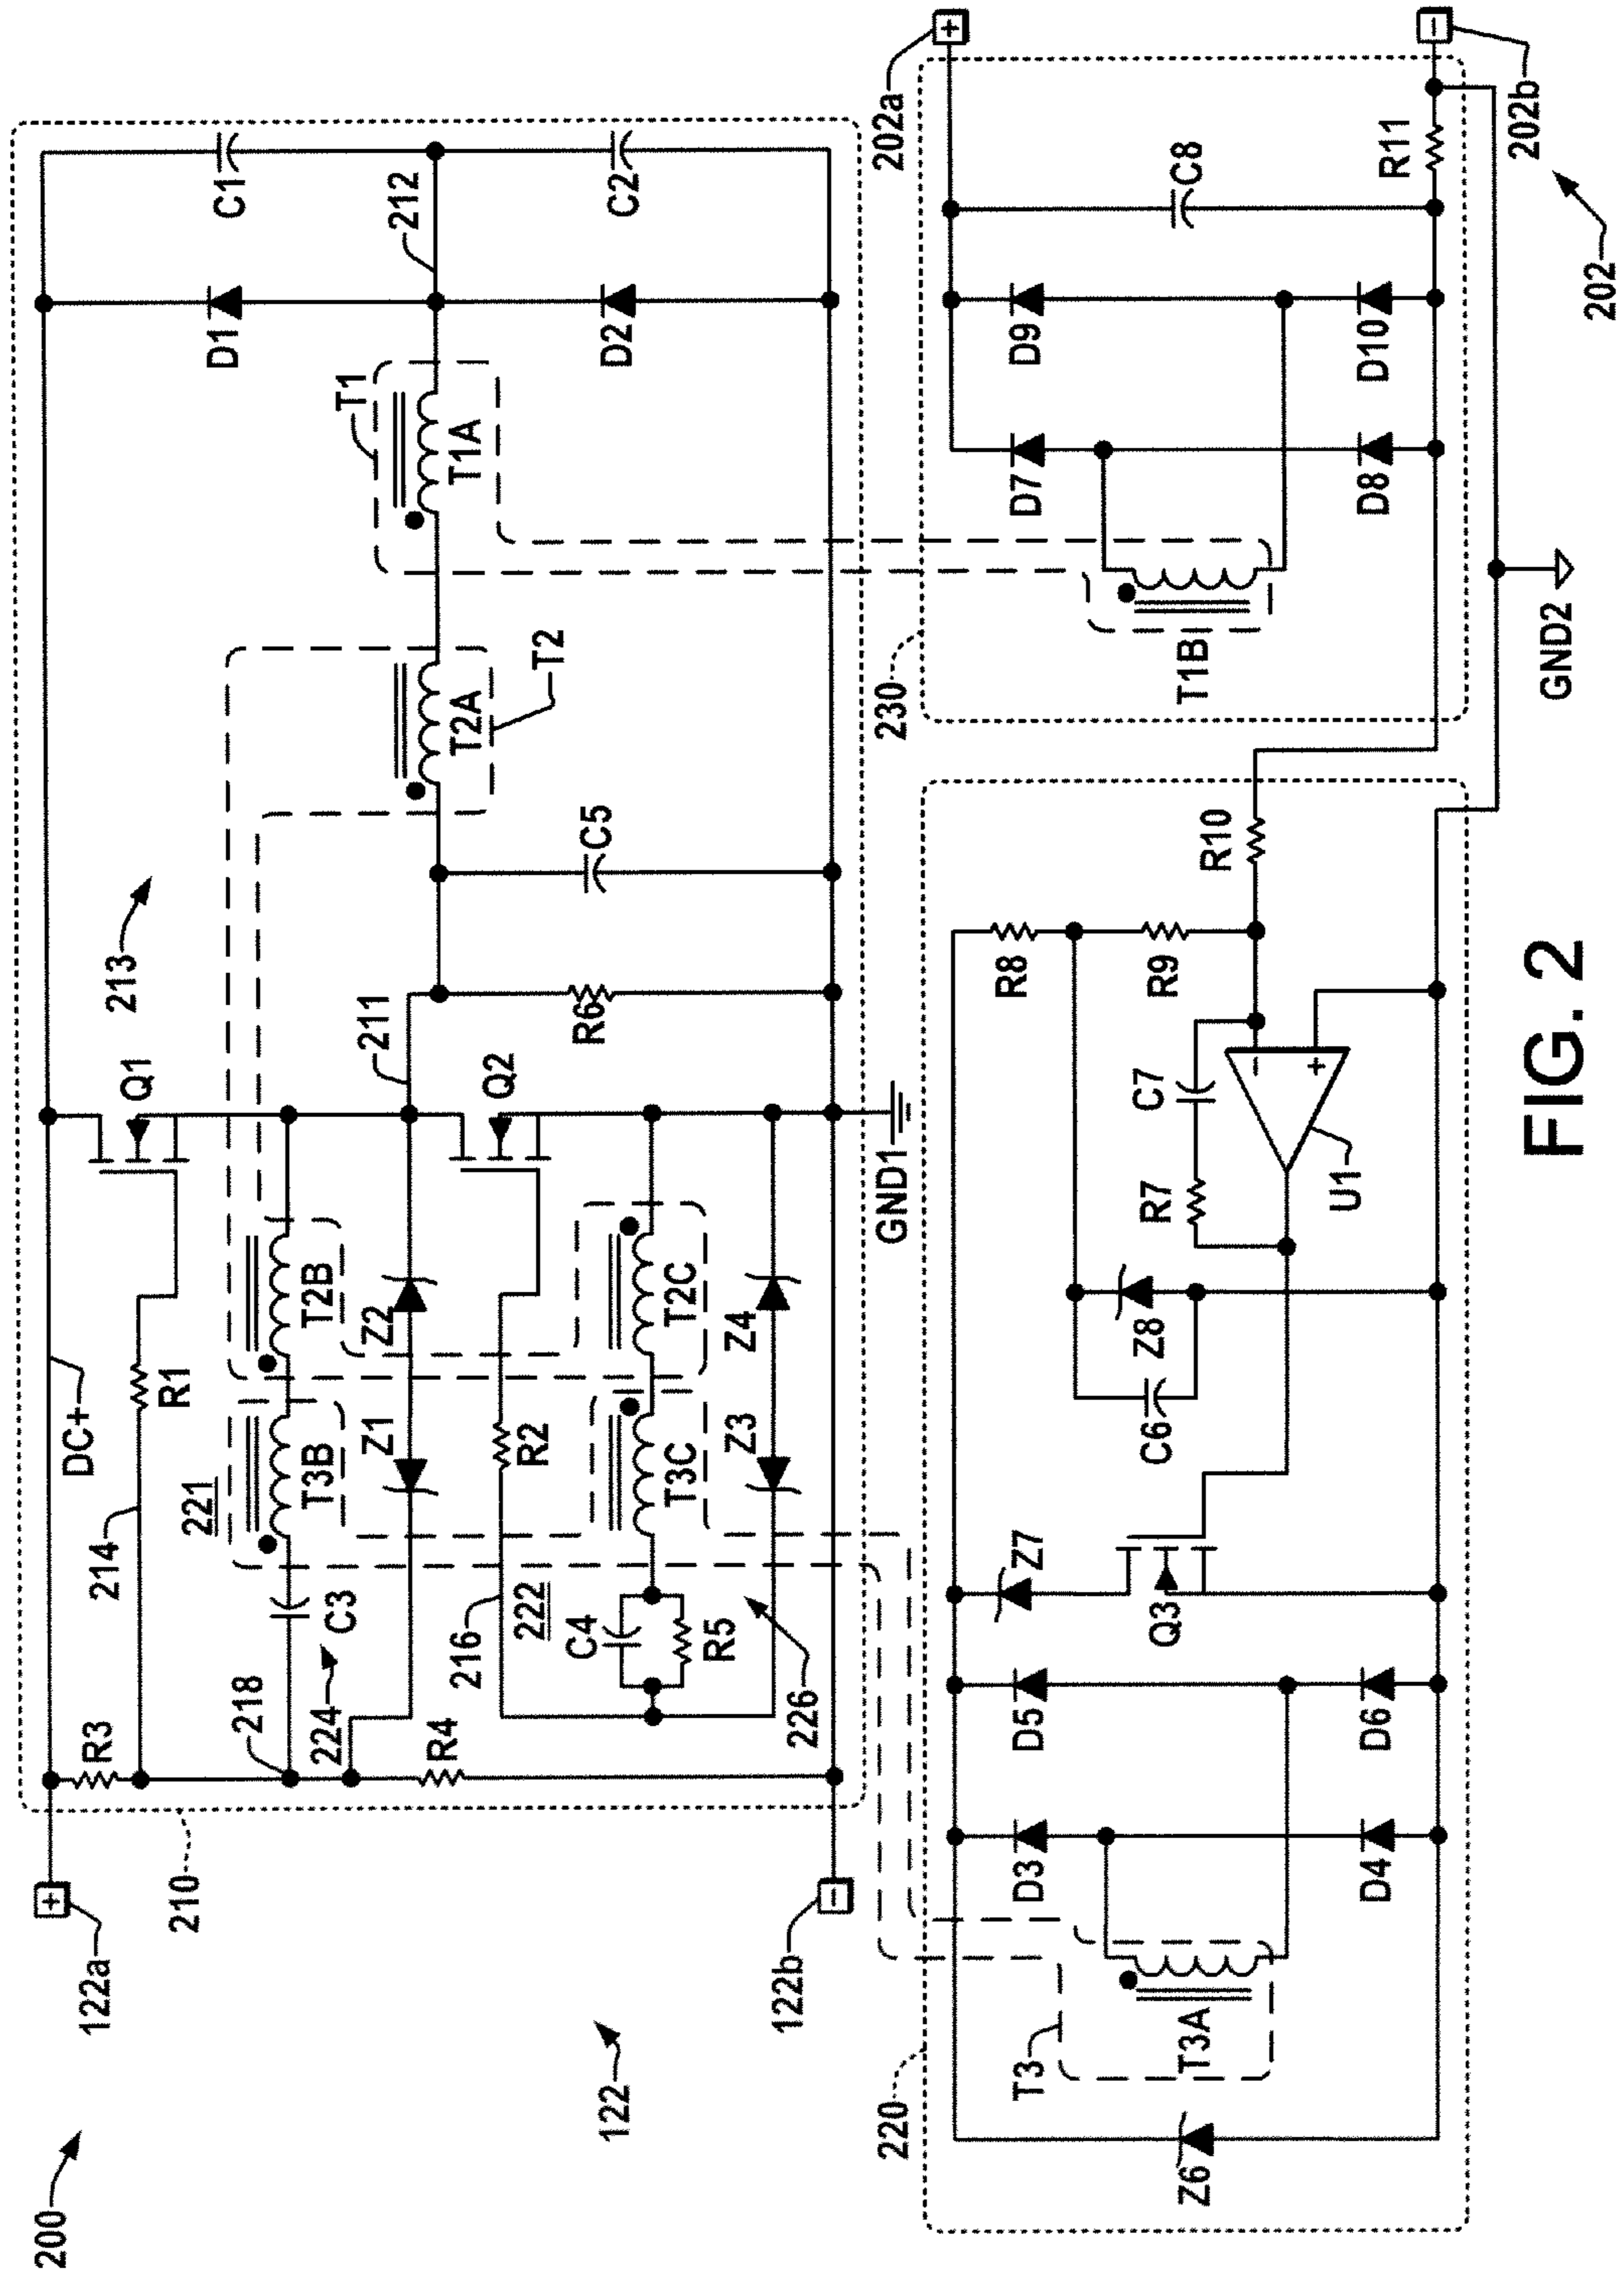 200
122
122a
+
122b
−
210
R3
218
224
C3
R4
214
DC+
R1
221
T3B
T2B
Z1
Z2
216
222
R2
C4
R5
226
T3C
T2C
Z3
Z4
GND1
Q1
Q2
213
211
R6
C5
T2A
T2
T1
T1A
D1
D2
212
C1
C2
220
Z6
T3
T3A
D3
D4
D5
D6
Z7
Q3
C6
Z8
R7
C7
U1
−
+
R8
R9
R10
230
T1B
D7
D8
D9
D10
C8
R11
202a
+
202b
−
202
GND2
FIG. 2